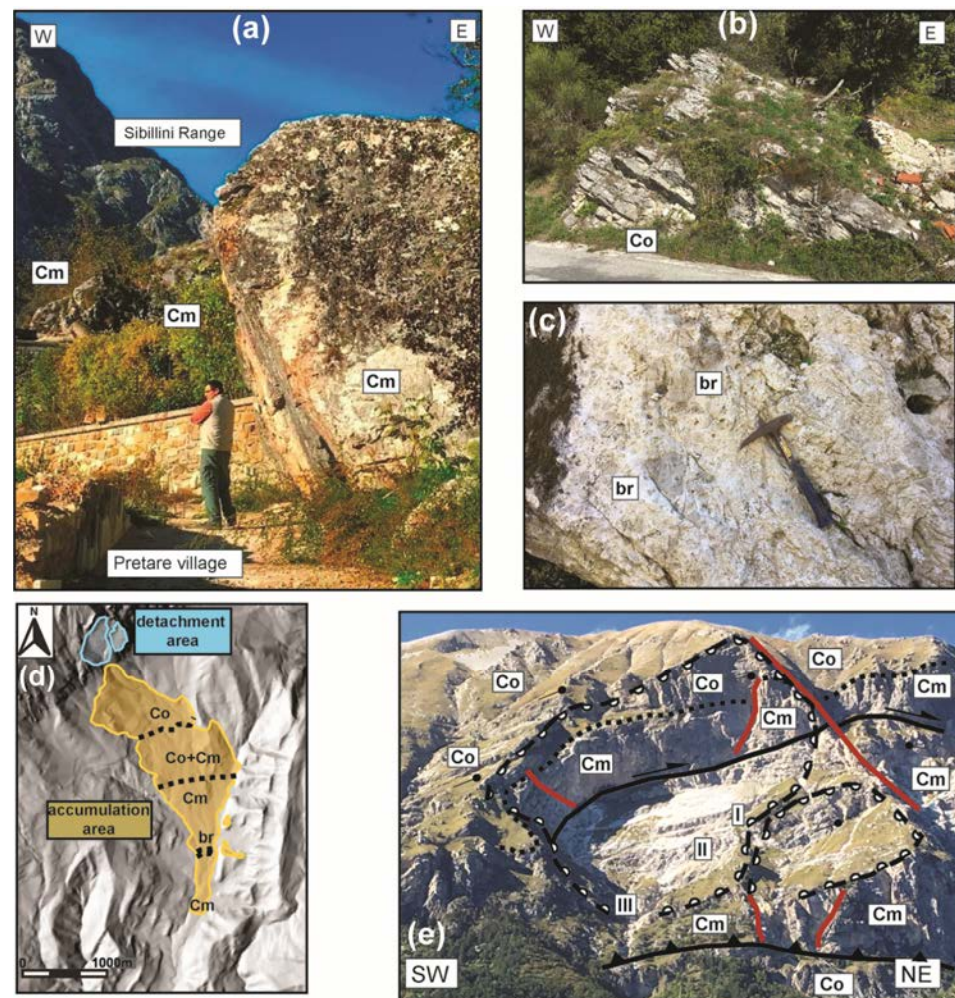 W
(a)
E
Sibillini Range
Cm
Cm
Cm
Pretare village
W
(b)
E
Co
(c)
br
br
N
(d)
detachment
area
Co
Co+Cm
Cm
accumulation
area
br
Cm
0 1000m
Co
Co
Co
Cm
Cm
Co
Cm
Cm
I
II
III
Cm
Cm
(e)
SW
NE
Co